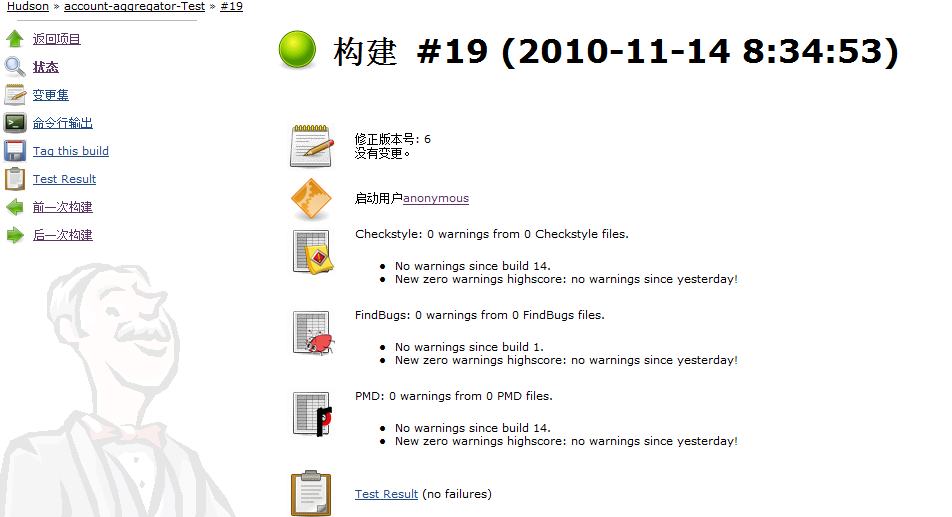 Hudson » account-aggregator-Test » #19
返回项目
状态
变更集
命令行输出
Tag this build
Test Result
前一次构建
后一次构建
构建 #19 (2010-11-14 8:34:53)
修正版本号: 6
没有变更。
启动用户anonymous
Checkstyle: 0 warnings from 0 Checkstyle files.
No warnings since build 14.
New zero warnings highscore: no warnings since yesterday!
FindBugs: 0 warnings from 0 FindBugs files.
No warnings since build 1.
New zero warnings highscore: no warnings since yesterday!
PMD: 0 warnings from 0 PMD files.
No warnings since build 14.
New zero warnings highscore: no warnings since yesterday!
Test Result (no failures)